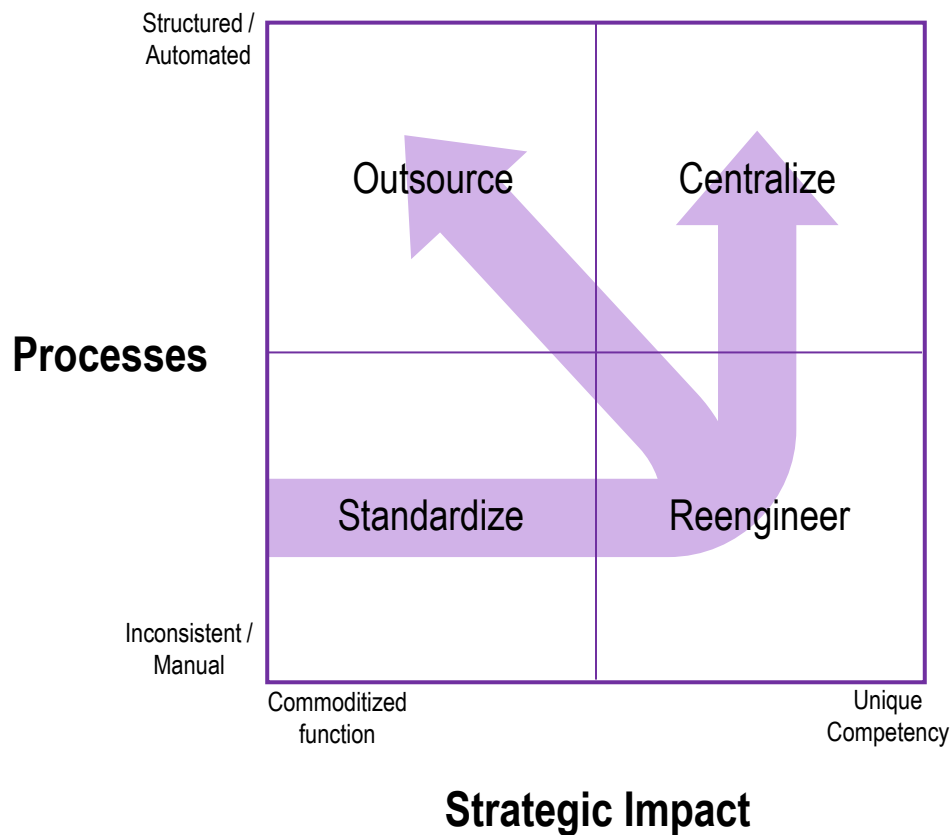 Structured /
Automated
Outsource
Centralize
Processes
Standardize
Reengineer
Inconsistent /
Manual
Commoditized
function
Unique
Competency
Strategic Impact